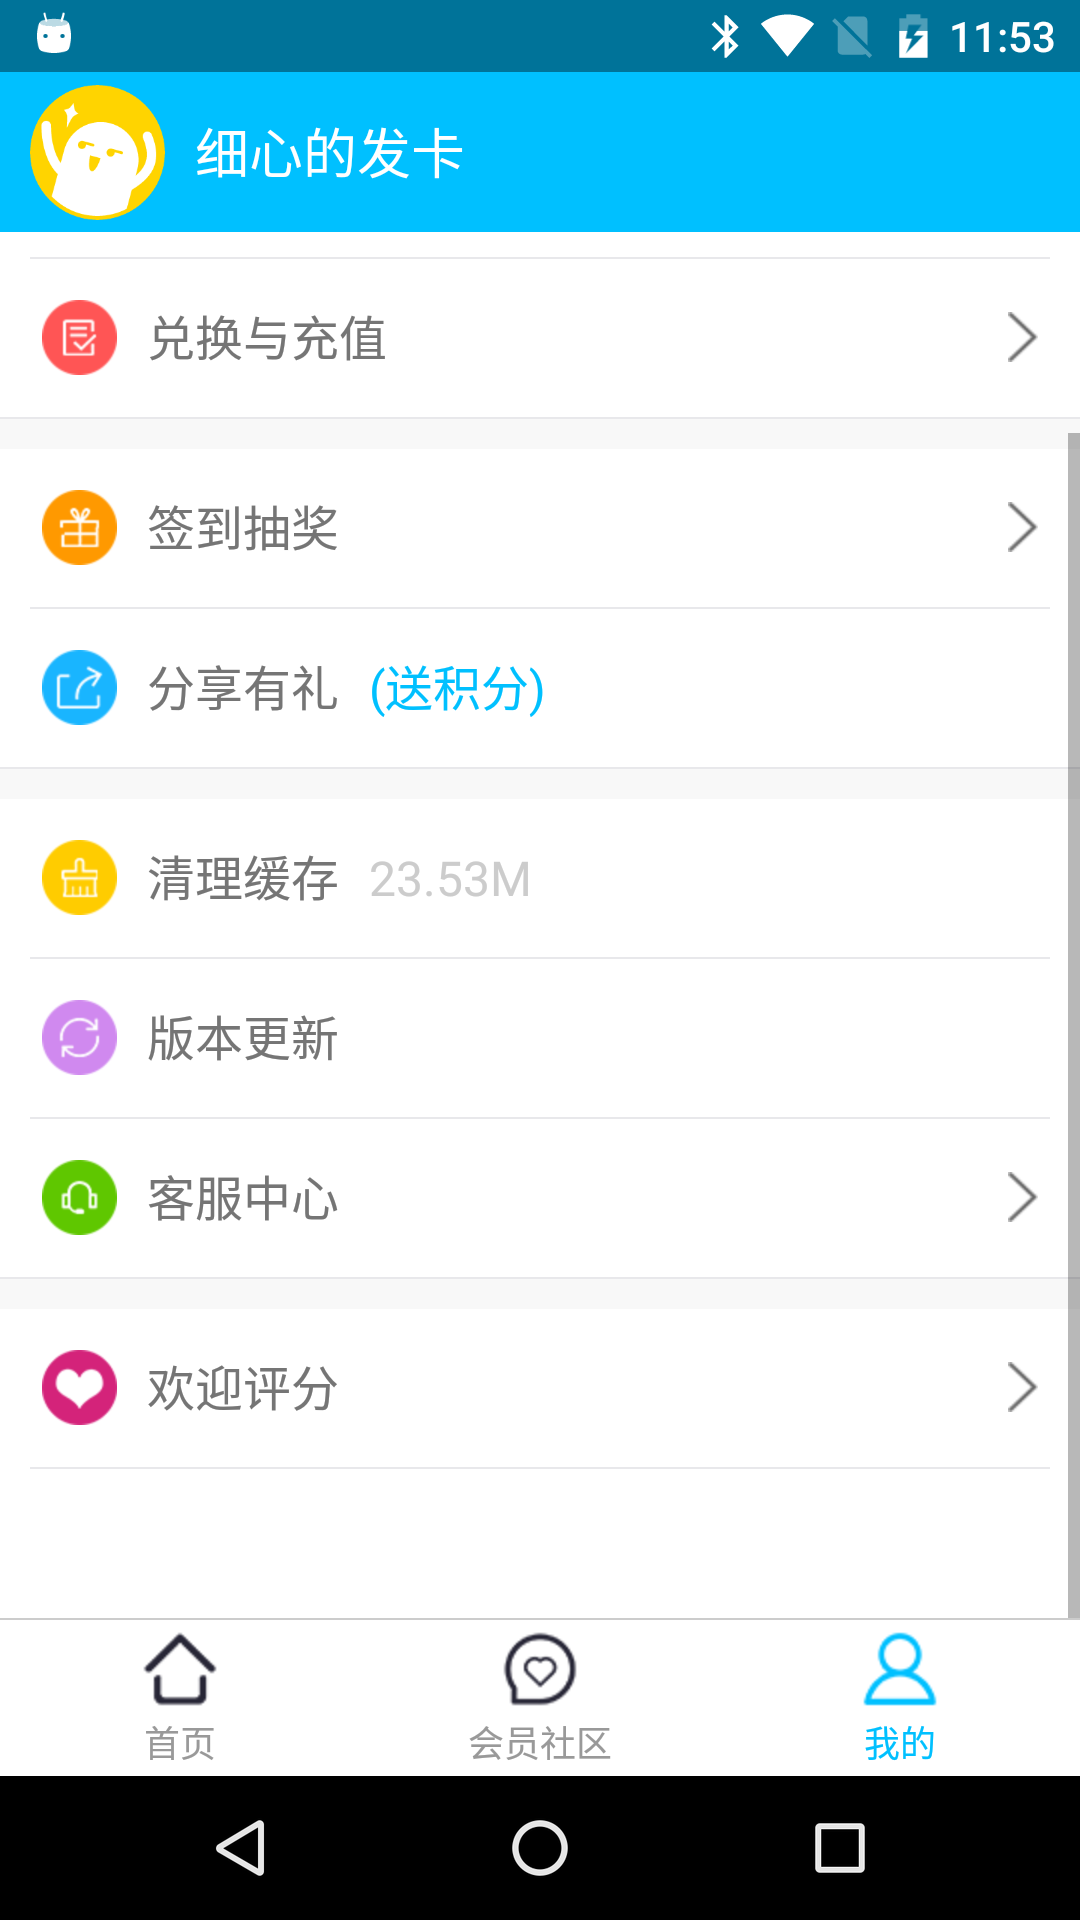 11:53
细心的发卡
兑换与充值
签到抽奖
分享有礼 (送积分)
清理缓存 23.53M
版本更新
客服中心
欢迎评分
首页 会员社区 我的